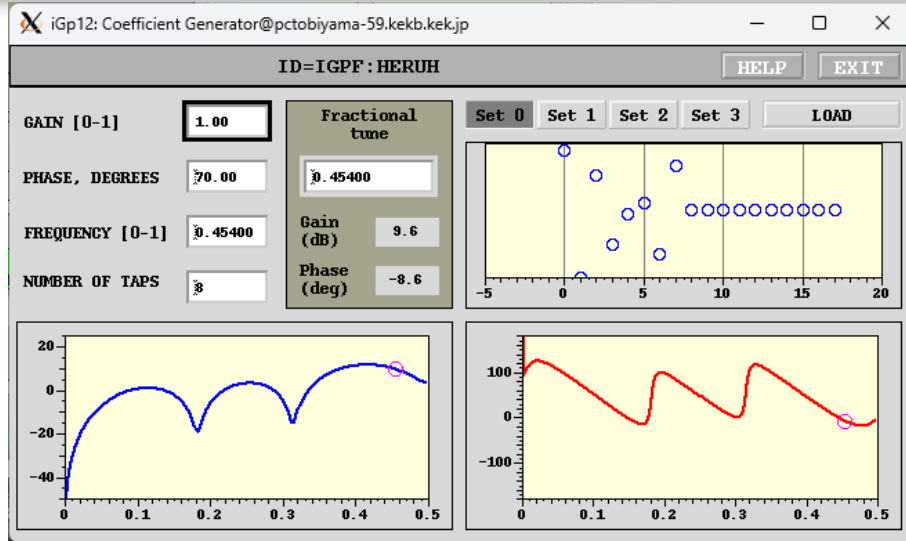 iGp12: Coefficient Generator@pctobiyama-59.kekb.kek.jp
ID=IGPF:HERUH
HELP
EXIT
GAIN [0-1]
1.00
PHASE, DEGREES
70.00
FREQUENCY [0-1]
0.45400
NUMBER OF TAPS
8
Fractional
tune
0.45400
Gain
(dB)
9.6
Phase
(deg)
-8.6
Set 0
Set 1
Set 2
Set 3
LOAD
-5 0 5 10 15 20
20
0
-20
-40
0 0.1 0.2 0.3 0.4 0.5
100
0
-100
0 0.1 0.2 0.3 0.4 0.5